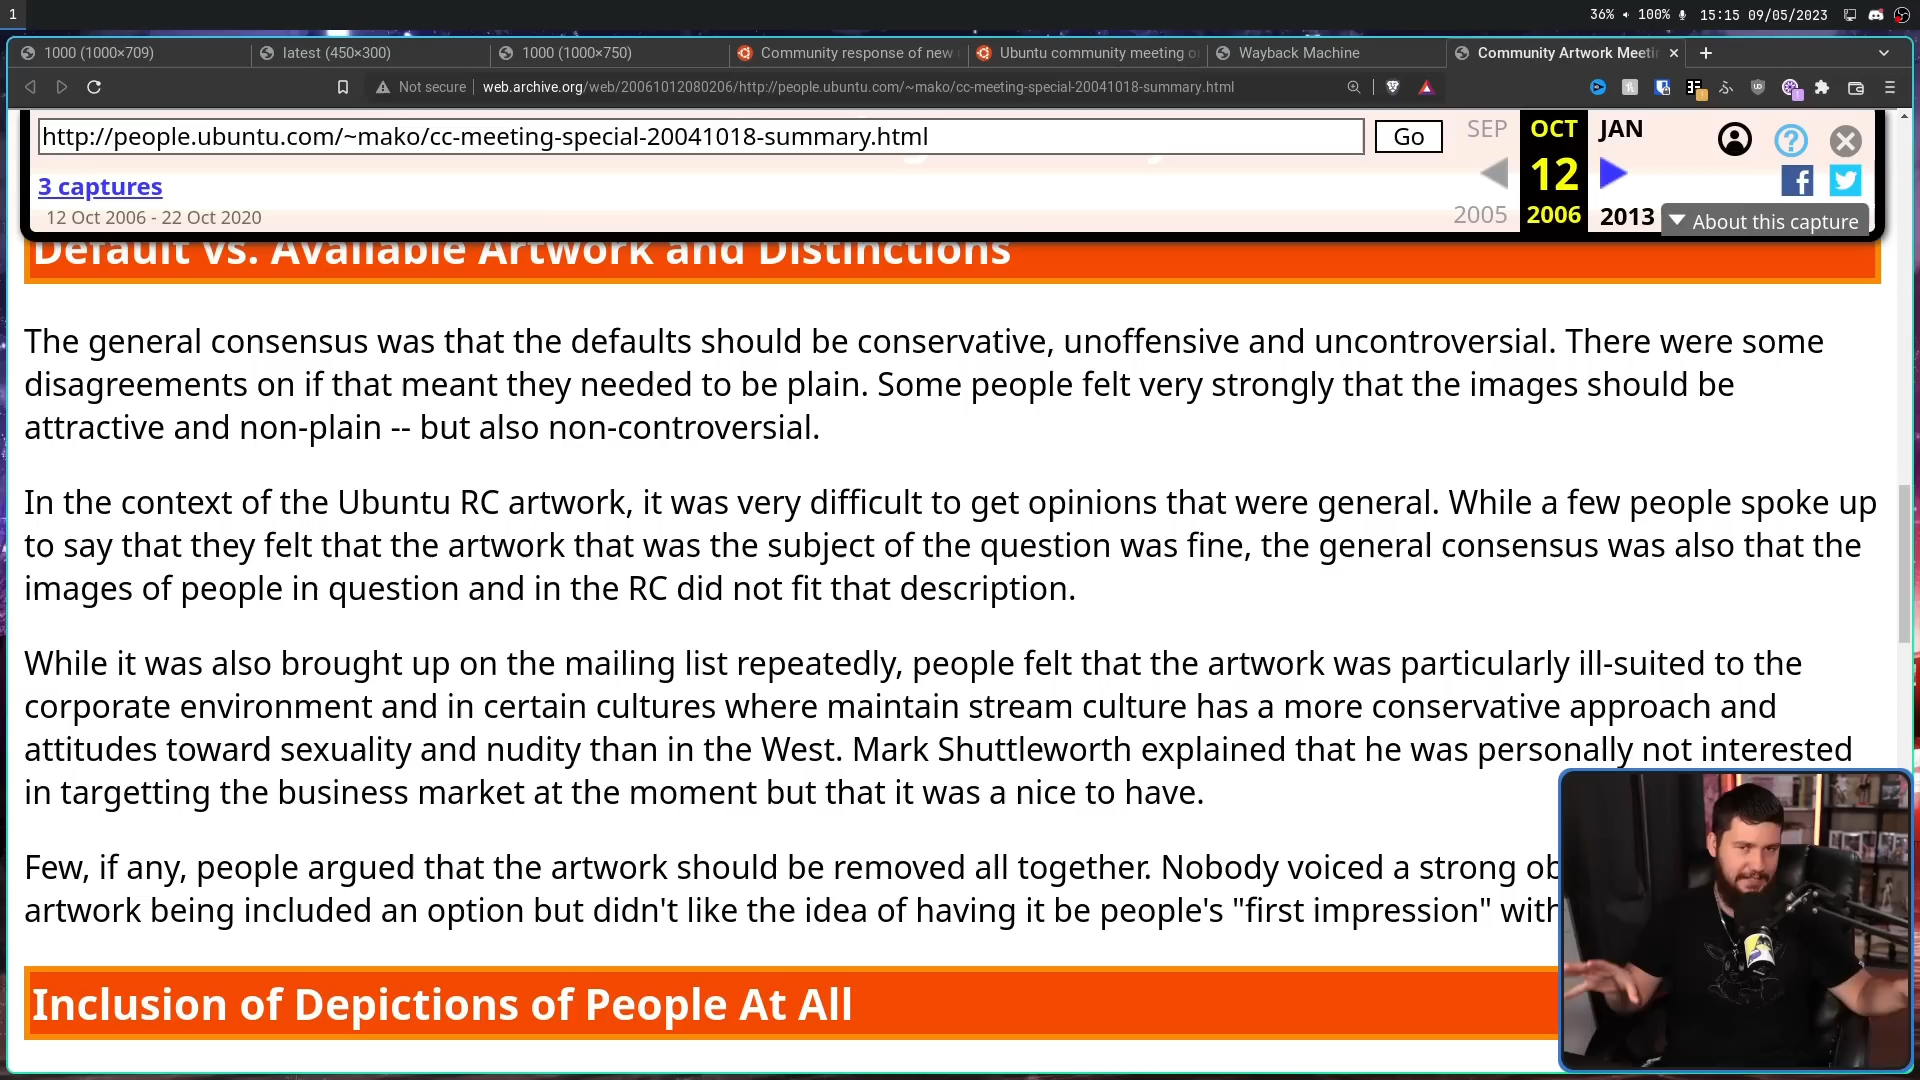 1
36% 100% 15:15 09/05/2023
1000 (1000×709)
latest (450×300)
1000 (1000×750)
Community response of new
Ubuntu community meeting o
Wayback Machine
Community Artwork Meeti
Not secure web.archive.org/web/20061012080206/http://people.ubuntu.com/~mako/cc-meeting-special-20041018-summary.html
http://people.ubuntu.com/~mako/cc-meeting-special-20041018-summary.html
Go
SEP OCT JAN
3 captures
12
12 Oct 2006 - 22 Oct 2020
2005 2006 2013
About this capture
Default vs. Available Artwork and Distinctions
The general consensus was that the defaults should be conservative, unoffensive and uncontroversial. There were some
disagreements on if that meant they needed to be plain. Some people felt very strongly that the images should be
attractive and non-plain -- but also non-controversial.
In the context of the Ubuntu RC artwork, it was very difficult to get opinions that were general. While a few people spoke up
to say that they felt that the artwork that was the subject of the question was fine, the general consensus was also that the
images of people in question and in the RC did not fit that description.
While it was also brought up on the mailing list repeatedly, people felt that the artwork was particularly ill-suited to the
corporate environment and in certain cultures where maintain stream culture has a more conservative approach and
attitudes toward sexuality and nudity than in the West. Mark Shuttleworth explained that he was personally not interested
in targetting the business market at the moment but that it was a nice to have.
Few, if any, people argued that the artwork should be removed all together. Nobody voiced a strong ob
artwork being included an option but didn't like the idea of having it be people's "first impression" with
Inclusion of Depictions of People At All